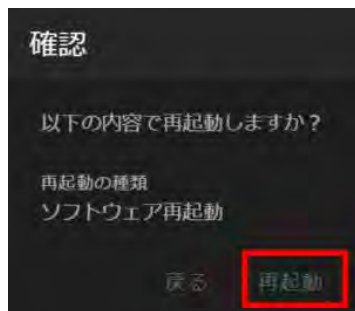 確認
以下の内容で再起動しますか？
再起動の種類
ソフトウェア再起動
戻る 再起動